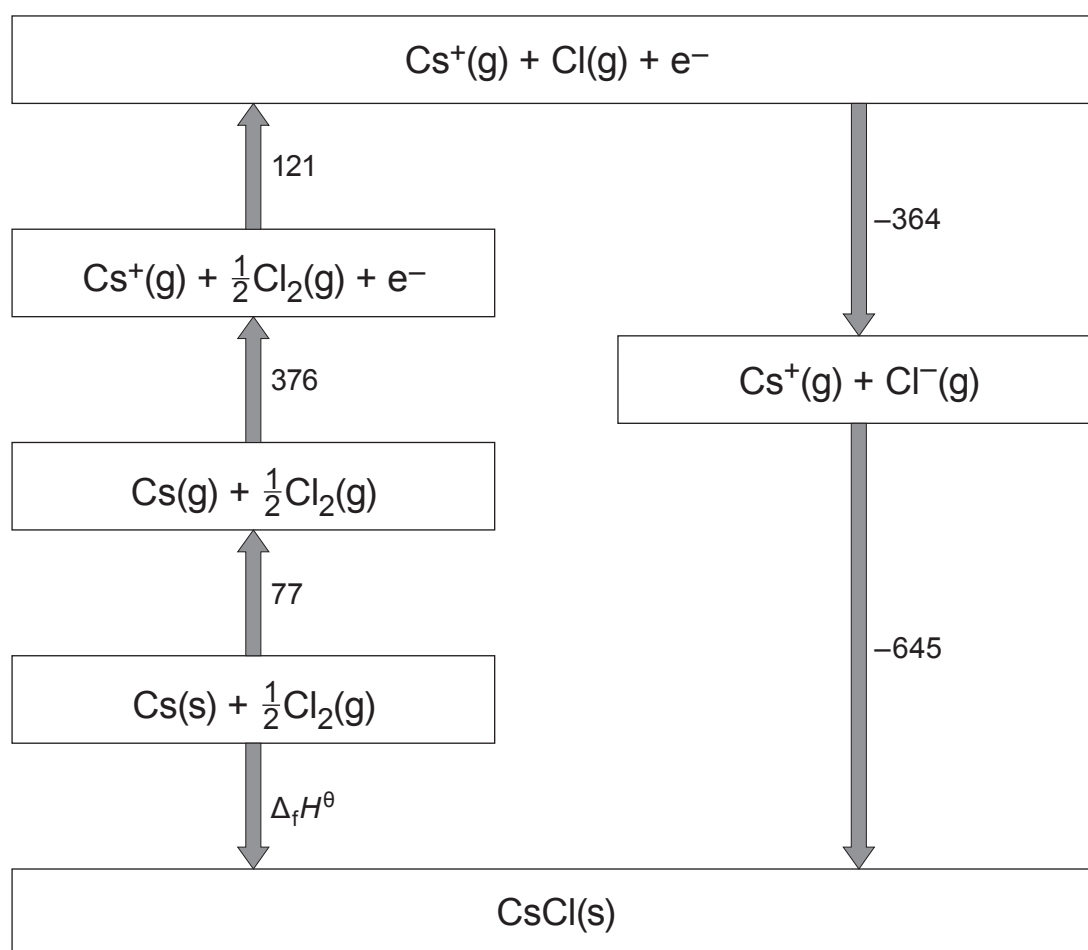 Cs⁺(g) + Cl(g) + e⁻
121
–364
Cs⁺(g) + ½Cl₂(g) + e⁻
376
Cs⁺(g) + Cl⁻(g)
Cs(g) + ½Cl₂(g)
77
–645
Cs(s) + ½Cl₂(g)
ΔfHᶿ
CsCl(s)